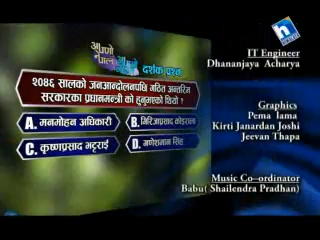 दर्शक प्रश्न
२०४६ सालको जनआन्दोलनपछि गठित अन्तरिम
सरकारका प्रधानमन्त्री को हुनुभएको थियो ?
A. मनमोहन अधिकारी
B. गिरिजाप्रसाद कोइराला
C. कृष्णप्रसाद भट्टराई
D. गणेशमान सिंह
IT Engineer
Dhananjaya Acharya
Graphics
Pema lama
Kirti Janardan Joshi
Jeevan Thapa
Music Co-ordinator
Babu( Shailendra Pradhan)